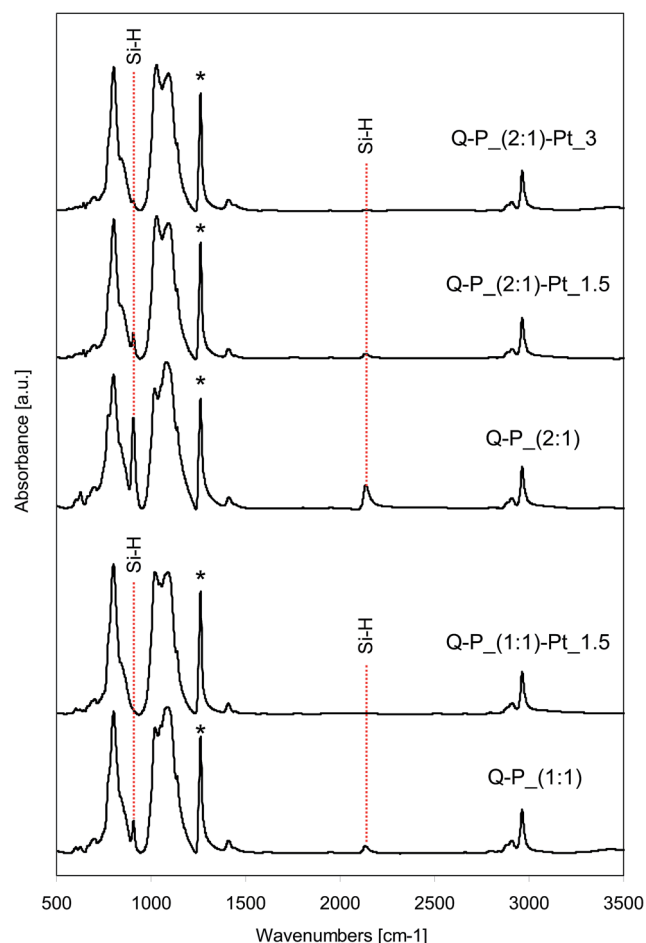 Si-H
*
Si-H
Q-P_(2:1)-Pt_3
*
Q-P_(2:1)-Pt_1.5
*
Q-P_(2:1)
Absorbance [a.u.]
Si-H
*
Si-H
Q-P_(1:1)-Pt_1.5
*
Q-P_(1:1)
500 1000 1500 2000 2500 3000 3500
Wavenumbers [cm-1]